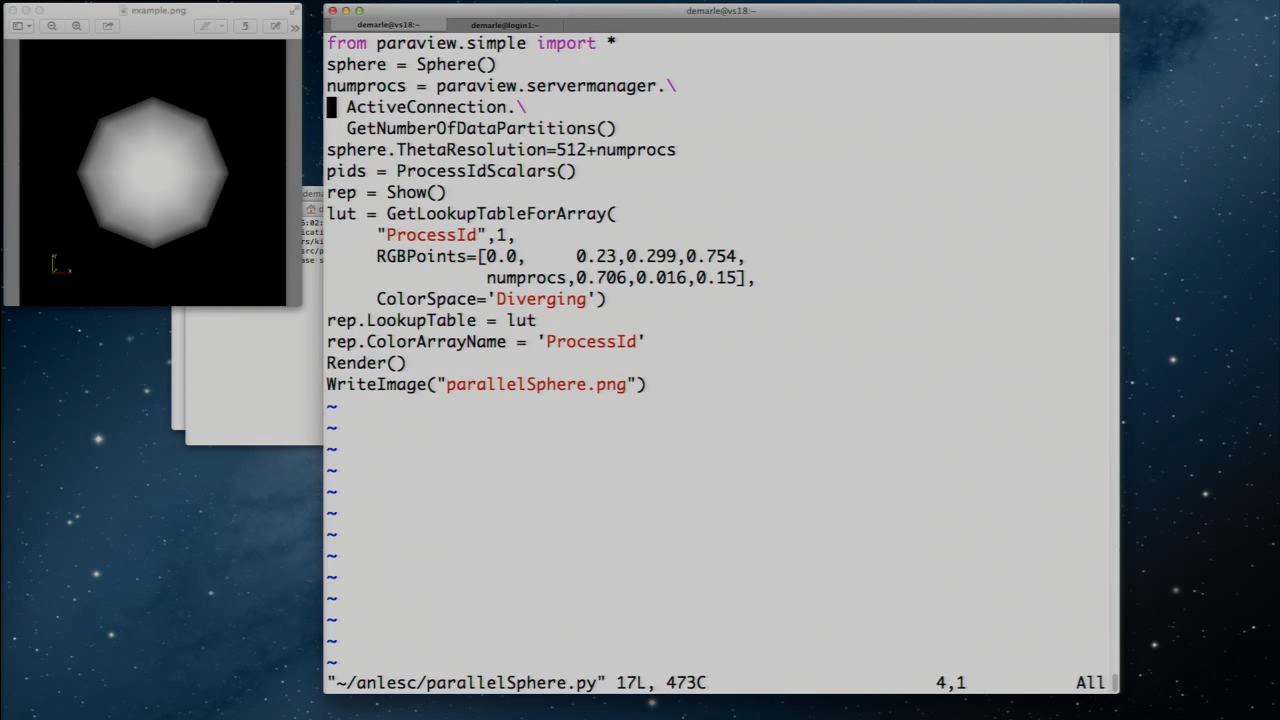 example.png
demarle@vs18:~
demarle@vs18:~
demarle@login1:~
from paraview.simple import *
sphere = Sphere()
numprocs = paraview.servermanager.\
ActiveConnection.\
GetNumberOfDataPartitions()
sphere.ThetaResolution=512+numprocs
pids = ProcessIdScalars()
rep = Show()
lut = GetLookupTableForArray(
"ProcessId",1,
RGBPoints=[0.0, 0.23,0.299,0.754,
numprocs,0.706,0.016,0.15],
ColorSpace='Diverging')
rep.LookupTable = lut
rep.ColorArrayName = 'ProcessId'
Render()
WriteImage("parallelSphere.png")
~
~
~
~
~
~
~
~
~
~
~
~
~
"~/anlesc/parallelSphere.py" 17L, 473C 4,1 All